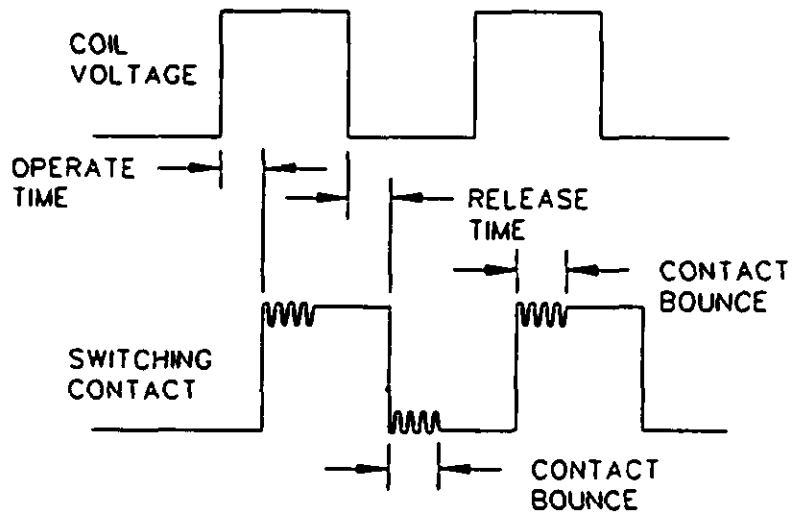 COIL
VOLTAGE
OPERATE
TIME
RELEASE
TIME
CONTACT
BOUNCE
SWITCHING
CONTACT
CONTACT
BOUNCE